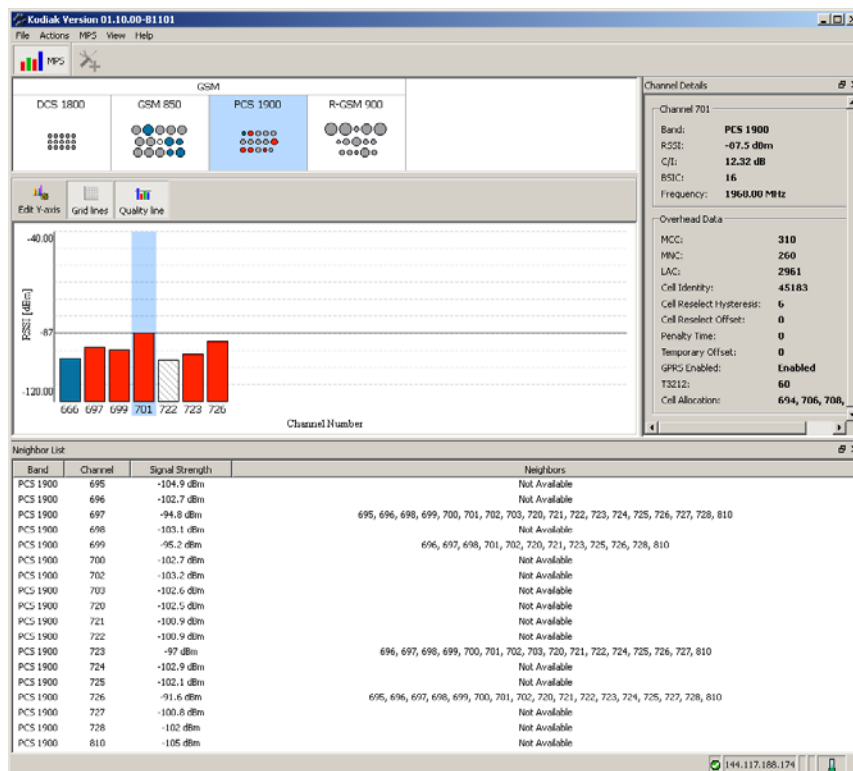 Kodiak Version 01.10.00-B1101
File Actions MPS View Help
MPS
GSM
DCS 1800 GSM 850 PCS 1900 R-GSM 900
Edit Y-axis Grid lines Quality line
-40.00
-87
-120.00
RSSI [dBm]
666 697 699 701 722 723 726
Channel Number
Channel Details
Channel 701
Band: PCS 1900
RSSI: -87.5 dBm
C/I: 12.32 dB
BSIC: 16
Frequency: 1968.00 MHz
Overhead Data
MCC: 310
MNC: 260
LAC: 2961
Cell Identity: 45183
Cell Reselect Hysteresis: 6
Cell Reselect Offset: 0
Penalty Time: 0
Temporary Offset: 0
GPRS Enabled: Enabled
T3212: 60
Cell Allocation: 694, 706, 708,
Neighbor List
Band Channel Signal Strength Neighbors
PCS 1900 695 -104.9 dBm Not Available
PCS 1900 696 -102.7 dBm Not Available
PCS 1900 697 -94.8 dBm 695, 696, 698, 699, 700, 701, 702, 703, 720, 721, 722, 723, 724, 725, 726, 727, 728, 810
PCS 1900 698 -103.1 dBm Not Available
PCS 1900 699 -95.2 dBm 696, 697, 698, 701, 702, 720, 721, 723, 725, 726, 728, 810
PCS 1900 700 -102.7 dBm Not Available
PCS 1900 702 -103.2 dBm Not Available
PCS 1900 703 -102.6 dBm Not Available
PCS 1900 720 -102.5 dBm Not Available
PCS 1900 721 -100.9 dBm Not Available
PCS 1900 722 -100.9 dBm Not Available
PCS 1900 723 -97 dBm 696, 697, 698, 699, 700, 701, 702, 703, 720, 721, 722, 724, 725, 726, 727, 810
PCS 1900 724 -102.9 dBm Not Available
PCS 1900 725 -102.1 dBm Not Available
PCS 1900 726 -91.6 dBm 695, 696, 697, 698, 699, 700, 701, 702, 720, 721, 722, 723, 724, 725, 727, 728, 810
PCS 1900 727 -100.8 dBm Not Available
PCS 1900 728 -102 dBm Not Available
PCS 1900 810 -105 dBm Not Available
144.117.188.174